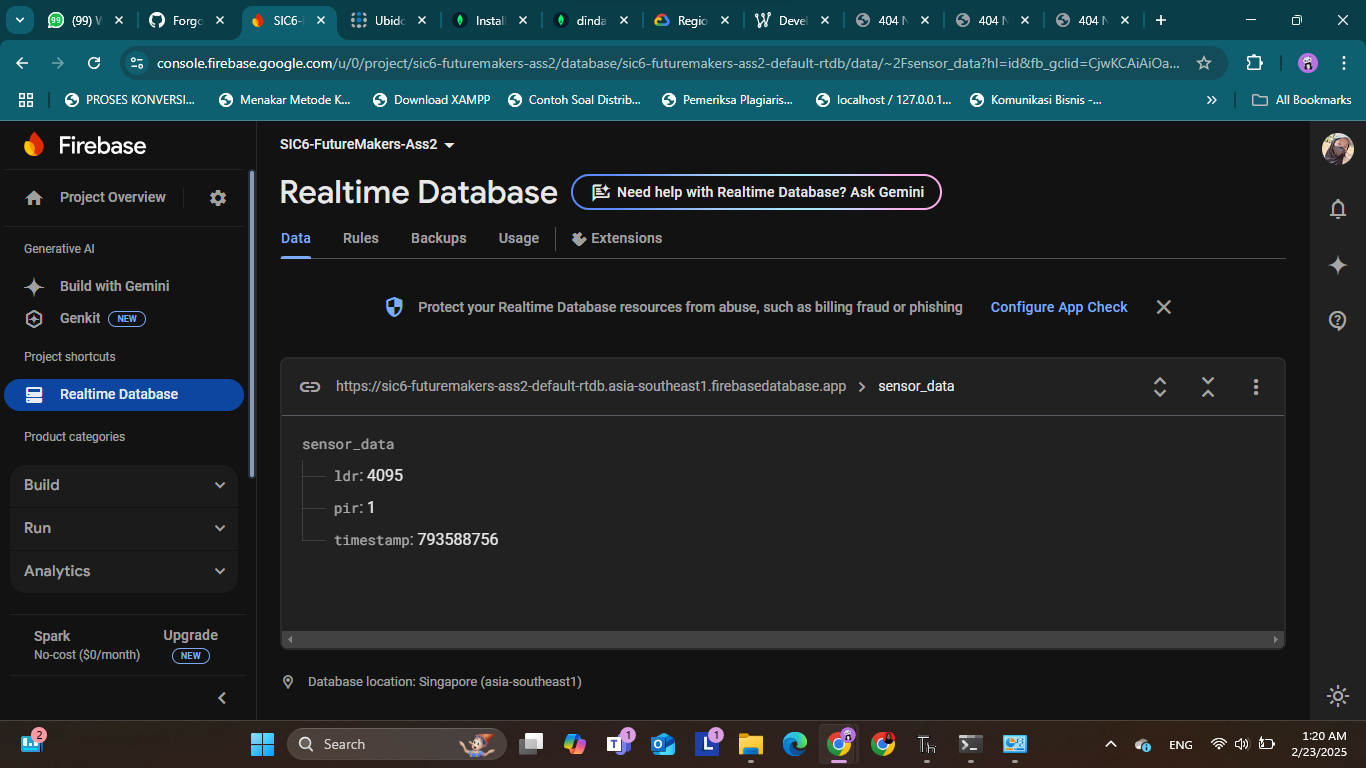 (99) W
Forgo
SIC6-
Ubido
Install
dinda
Regio
Devel
404 N
404 N
404 N
console.firebase.google.com/u/0/project/sic6-futuremakers-ass2/database/sic6-futuremakers-ass2-default-rtdb/data/~2Fsensor_data?hl=id&fb_gclid=CjwKCAiAiOa...
PROSES KONVERSI...
Menakar Metode K...
Download XAMPP
Contoh Soal Distrib...
Pemeriksa Plagiaris...
localhost / 127.0.0.1...
Komunikasi Bisnis -...
All Bookmarks
Firebase
Project Overview
Generative AI
Build with Gemini
Genkit NEW
Project shortcuts
Realtime Database
Product categories
Build
Run
Analytics
Spark
No-cost ($0/month)
Upgrade
NEW
SIC6-FutureMakers-Ass2
Realtime Database
Need help with Realtime Database? Ask Gemini
Data
Rules
Backups
Usage
Extensions
Protect your Realtime Database resources from abuse, such as billing fraud or phishing
Configure App Check
https://sic6-futuremakers-ass2-default-rtdb.asia-southeast1.firebasedatabase.app
sensor_data
sensor_data
ldr: 4095
pir: 1
timestamp: 793588756
Database location: Singapore (asia-southeast1)
2
Search
1
1
ENG
1:20 AM
2/23/2025